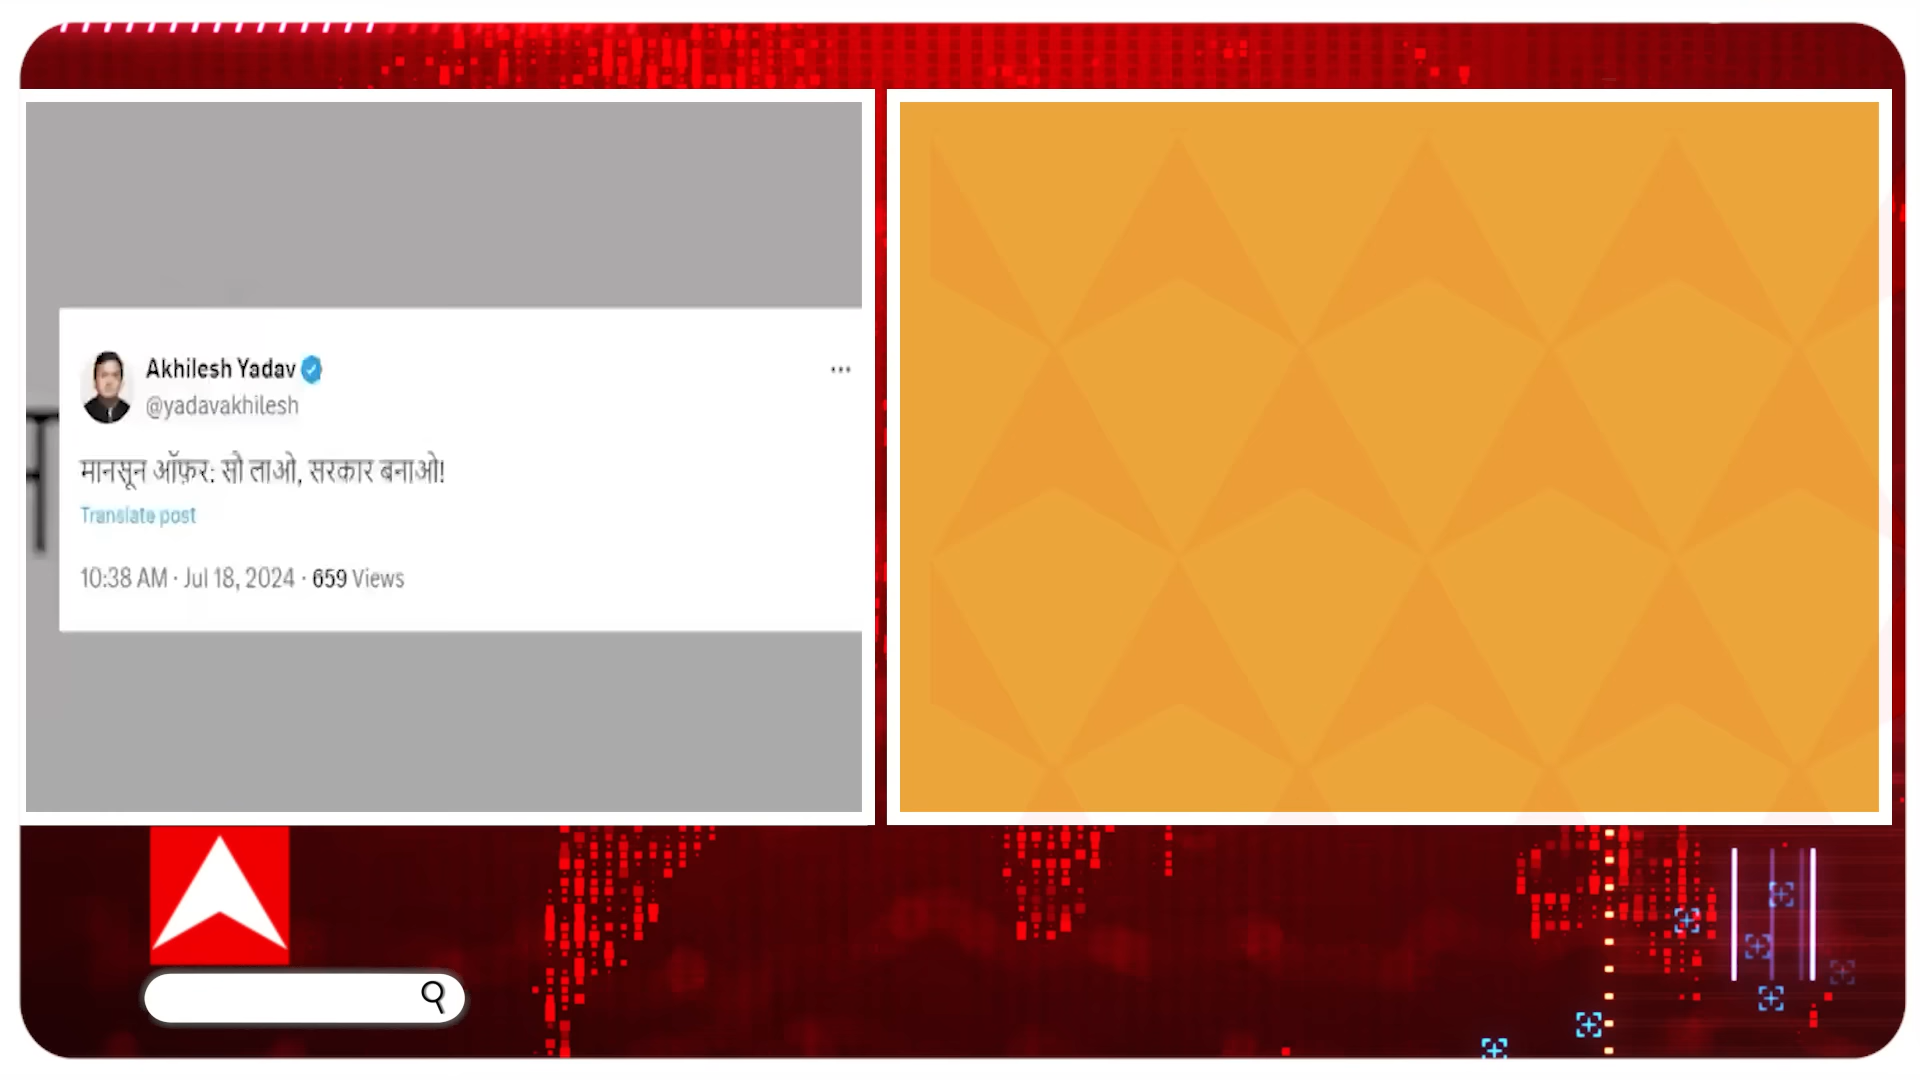 Akhilesh Yadav
@yadavakhilesh
मानसून ऑफ़र: सौ लाओ, सरकार बनाओ!
Translate post
10:38 AM · Jul 18, 2024 · 659 Views